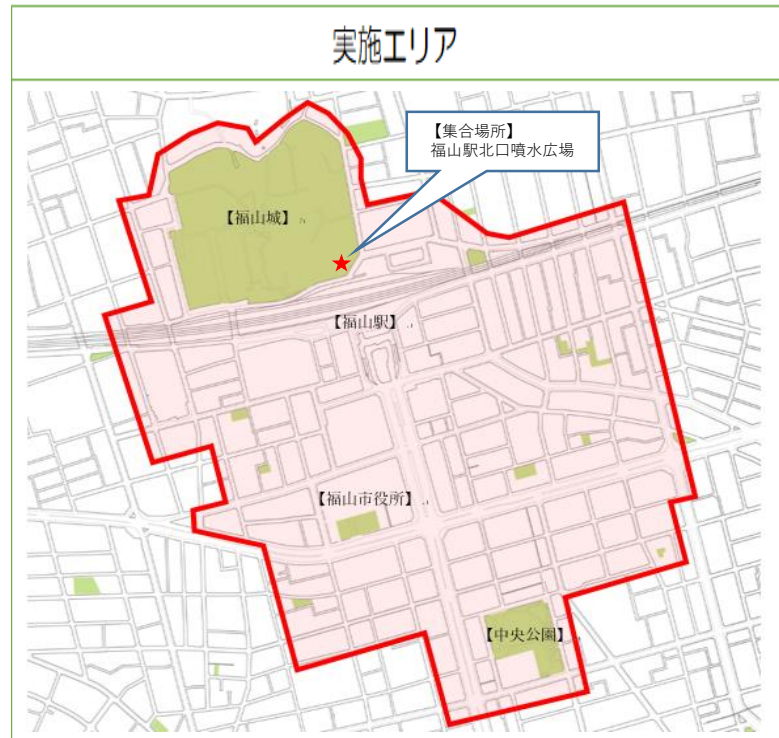 実施エリア
【集合場所】
福山駅北口噴水広場
【福山城】
【福山駅】
【福山市役所】
【中央公園】